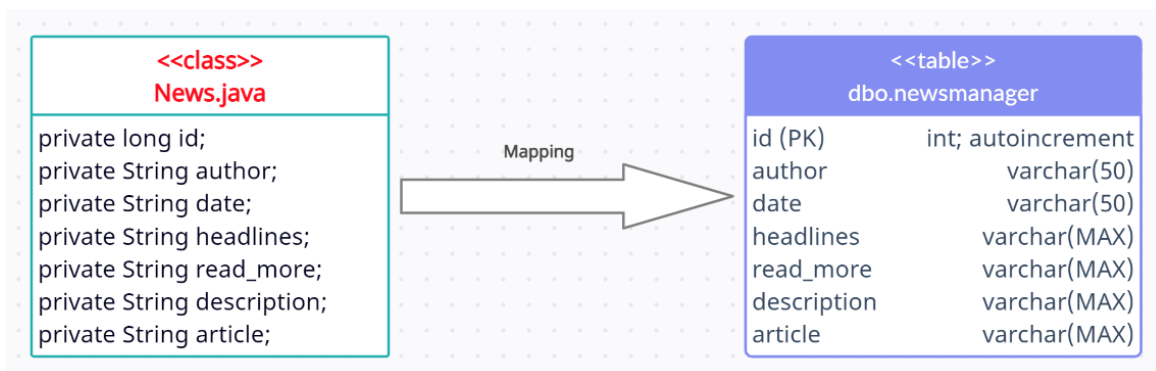 <<class>>
News.java
private long id;
private String author;
private String date;
private String headlines;
private String read_more;
private String description;
private String article;
Mapping
<<table>>
dbo.newsmanager
id (PK) int; autoincrement
author varchar(50)
date varchar(50)
headlines varchar(MAX)
read_more varchar(MAX)
description varchar(MAX)
article varchar(MAX)